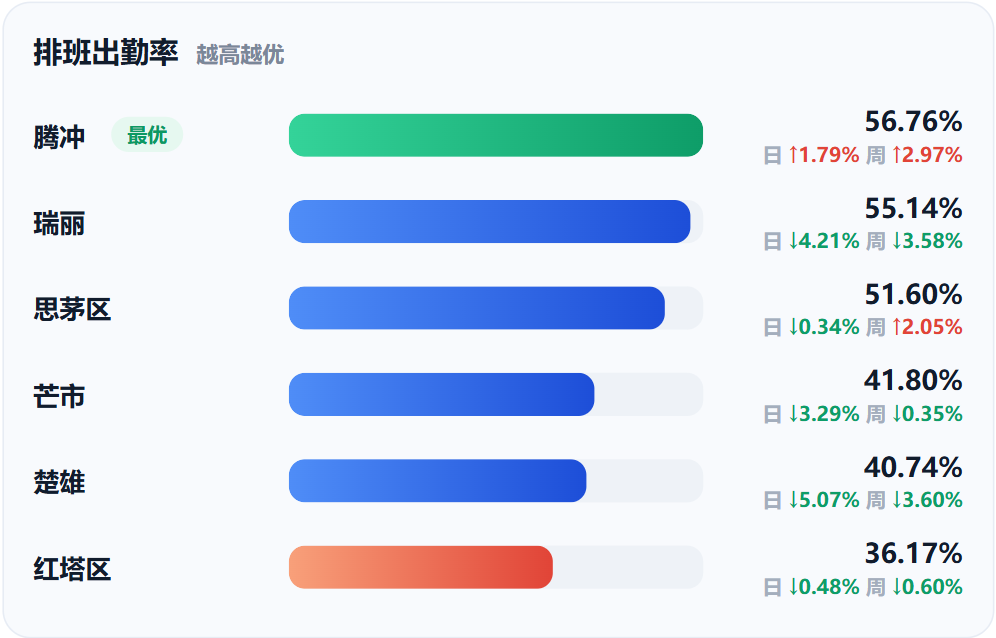 排班出勤率 越高越优
腾冲 最优 56.76%
日 ↑1.79% 周 ↑2.97%
瑞丽 55.14%
日 ↓4.21% 周 ↓3.58%
思茅区 51.60%
日 ↓0.34% 周 ↑2.05%
芒市 41.80%
日 ↓3.29% 周 ↓0.35%
楚雄 40.74%
日 ↓5.07% 周 ↓3.60%
红塔区 36.17%
日 ↓0.48% 周 ↓0.60%